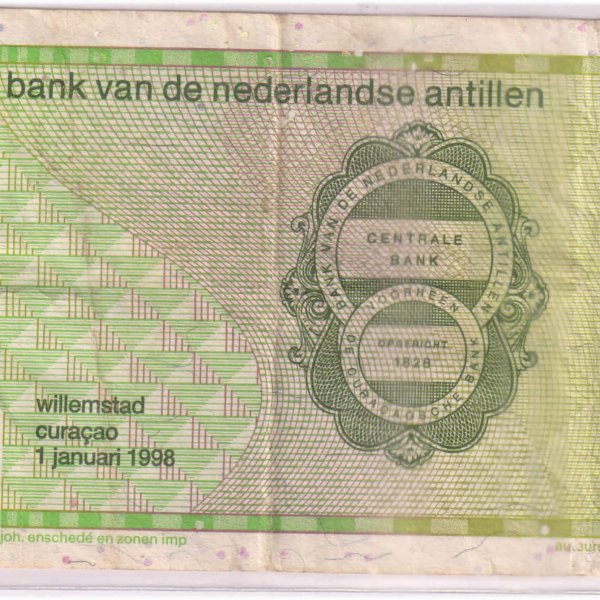 bank van de nederlandse antillen
BANK VAN DE NEDERLANDSE ANTILLEN
CENTRALE
BANK
VOORHEEN
DE CURAÇAOSCHE BANK
OPGERICHT
1828
willemstad
curaçao
1 januari 1998
joh. enschedé en zonen imp